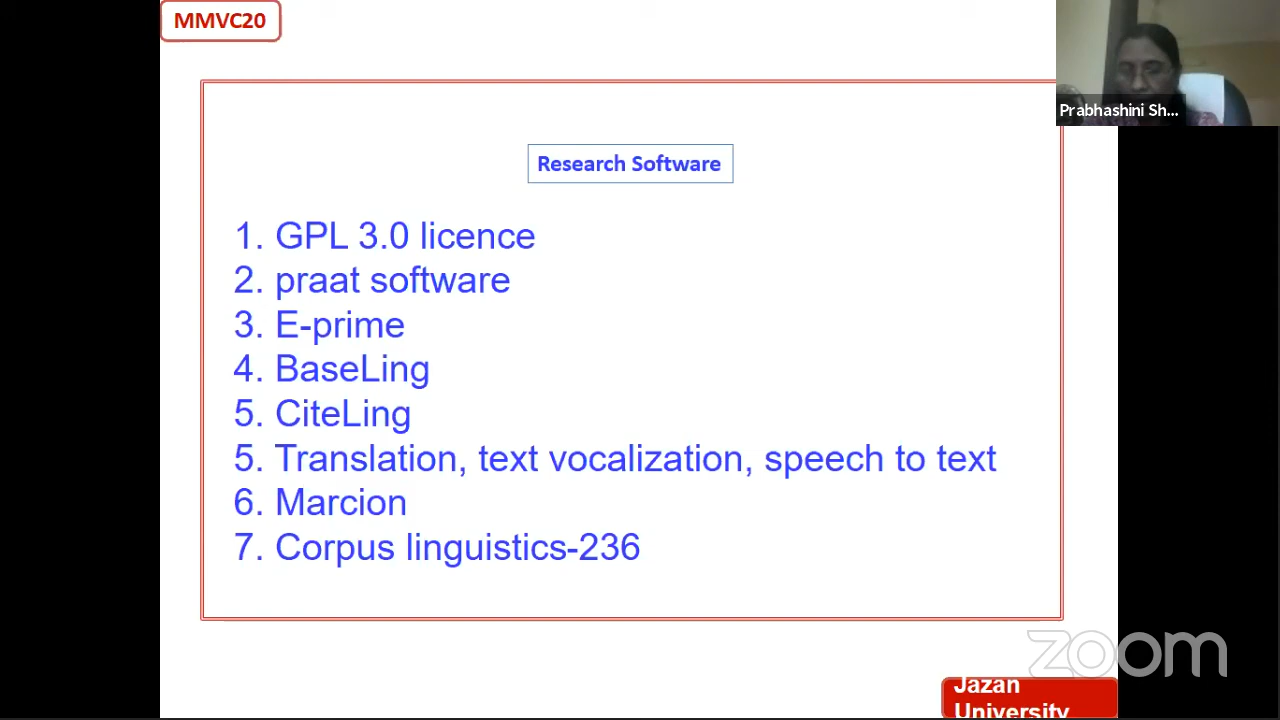 MMVC20
Prabhashini Sh...
Research Software
1. GPL 3.0 licence
2. praat software
3. E-prime
4. BaseLing
5. CiteLing
5. Translation, text vocalization, speech to text
6. Marcion
7. Corpus linguistics-236
zoom
Jazan
University